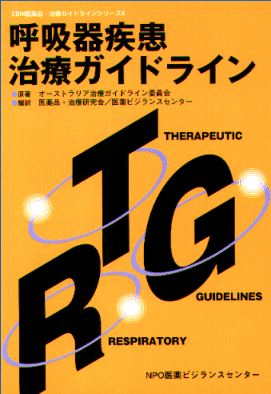 EBM医薬品・治療ガイドラインシリーズ4
呼吸器疾患
治療ガイドライン
●原著 オーストラリア治療ガイドライン委員会
●翻訳 医薬品・治療研究会／医薬ビジランスセンター
THERAPEUTIC
T
G
GUIDELINES
R
RESPIRATORY
NPO医薬ビジランスセンター